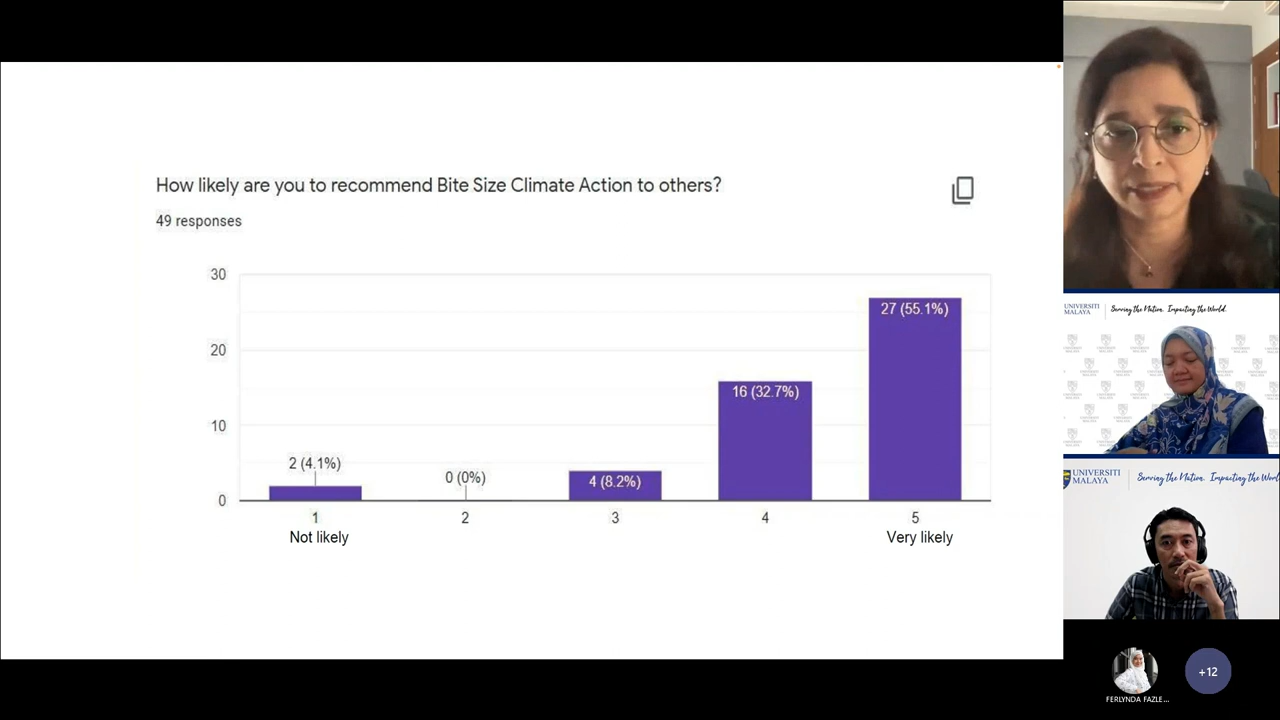 How likely are you to recommend Bite Size Climate Action to others?
49 responses
30
20
10
0
2 (4.1%)
0 (0%)
4 (8.2%)
16 (32.7%)
27 (55.1%)
1
2
3
4
5
Not likely
Very likely
UNIVERSITI
MALAYA
Serving the Nation. Impacting the World.
UNIVERSITI
MALAYA
Serving the Nation. Impacting the World
FERLYNDA FAZLE...
+12